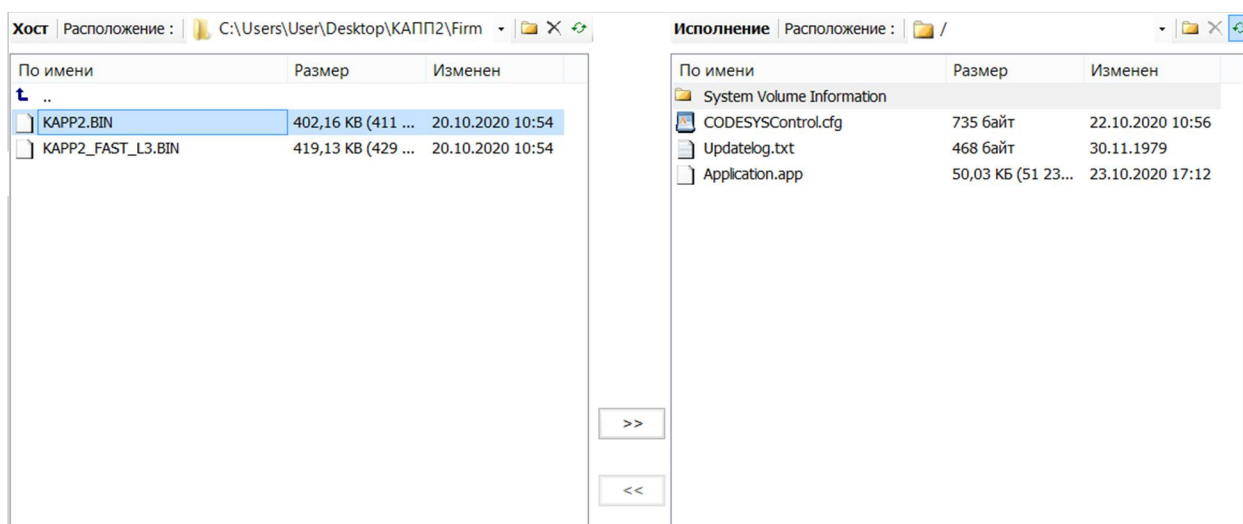 Хост Расположение : C:\Users\User\Desktop\КАПП2\Firm
Исполнение Расположение : /
По имени Размер Изменен
..
KAPP2.BIN 402,16 KB (411 ... 20.10.2020 10:54
KAPP2_FAST_L3.BIN 419,13 KB (429 ... 20.10.2020 10:54
По имени Размер Изменен
System Volume Information
CODESYSControl.cfg 735 байт 22.10.2020 10:56
Updatelog.txt 468 байт 30.11.1979
Application.app 50,03 КБ (51 23... 23.10.2020 17:12
>>
<<